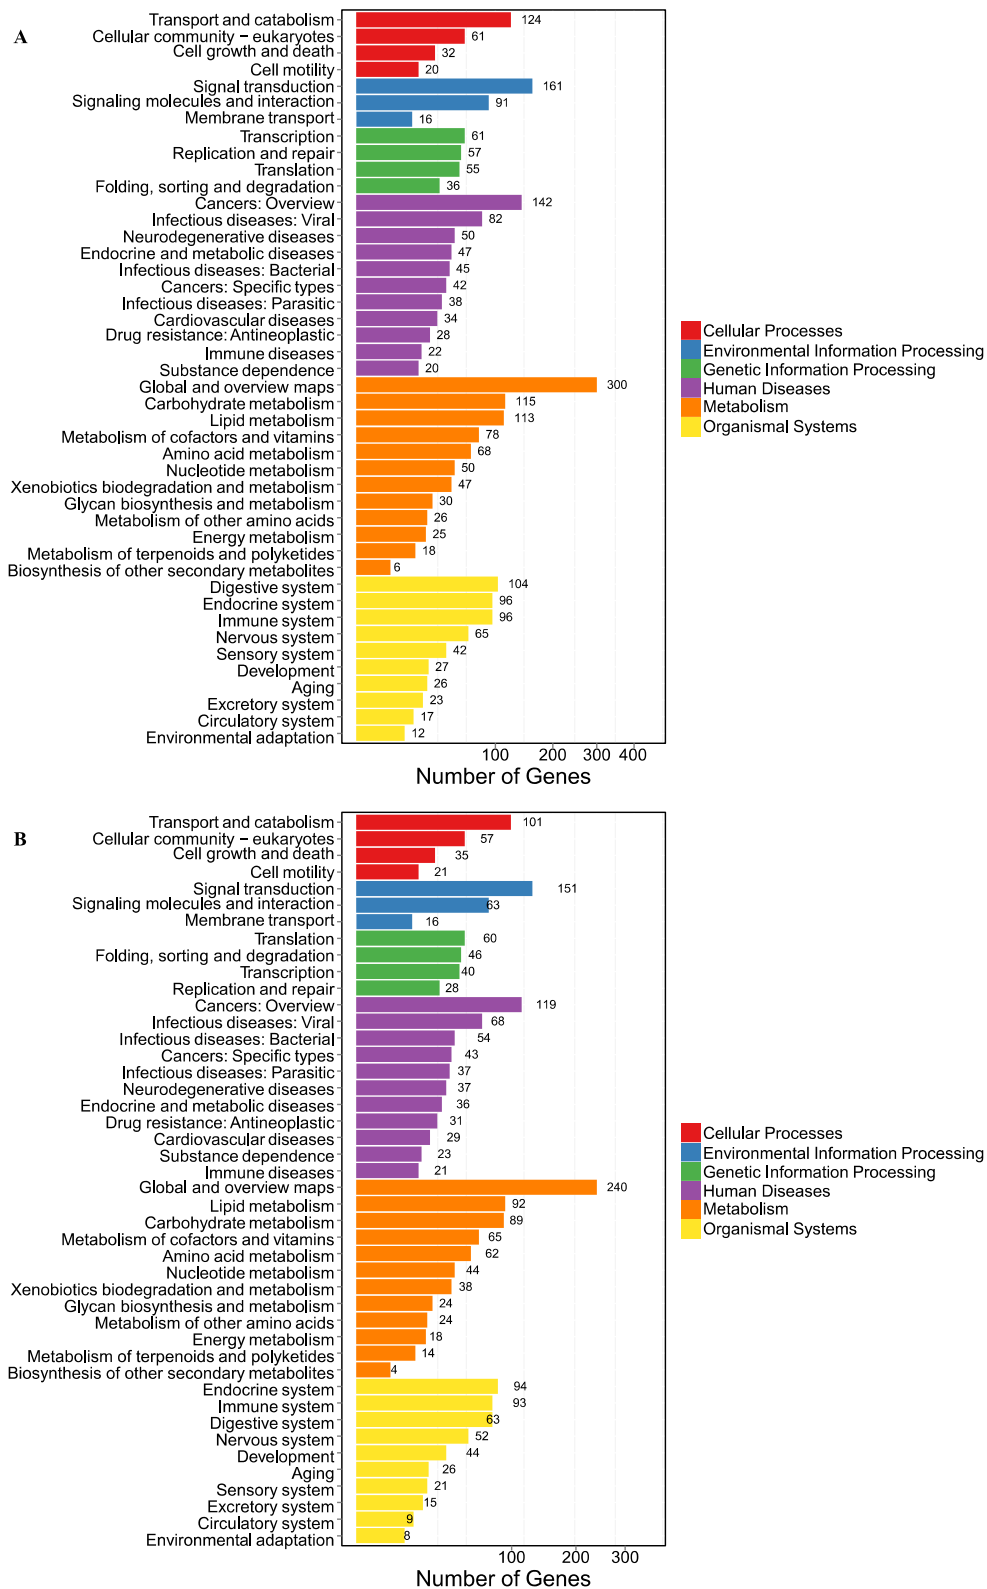 A
Transport and catabolism 124
Cellular community – eukaryotes 61
Cell growth and death 32
Cell motility 20
Signal transduction 161
Signaling molecules and interaction 91
Membrane transport 16
Transcription 61
Replication and repair 57
Translation 55
Folding, sorting and degradation 36
Cancers: Overview 142
Infectious diseases: Viral 82
Neurodegenerative diseases 50
Endocrine and metabolic diseases 47
Infectious diseases: Bacterial 45
Cancers: Specific types 42
Infectious diseases: Parasitic 38
Cardiovascular diseases 34
Drug resistance: Antineoplastic 28
Immune diseases 22
Substance dependence 20
Global and overview maps 300
Carbohydrate metabolism 115
Lipid metabolism 113
Metabolism of cofactors and vitamins 78
Amino acid metabolism 68
Nucleotide metabolism 50
Xenobiotics biodegradation and metabolism 47
Glycan biosynthesis and metabolism 30
Metabolism of other amino acids 26
Energy metabolism 25
Metabolism of terpenoids and polyketides 18
Biosynthesis of other secondary metabolites 6
Digestive system 104
Endocrine system 96
Immune system 96
Nervous system 65
Sensory system 42
Development 27
Aging 26
Excretory system 23
Circulatory system 17
Environmental adaptation 12
100 200 300 400
Number of Genes
Cellular Processes
Environmental Information Processing
Genetic Information Processing
Human Diseases
Metabolism
Organismal Systems
B
Transport and catabolism 101
Cellular community – eukaryotes 57
Cell growth and death 35
Cell motility 21
Signal transduction 151
Signaling molecules and interaction 63
Membrane transport 16
Translation 60
Folding, sorting and degradation 46
Transcription 40
Replication and repair 28
Cancers: Overview 119
Infectious diseases: Viral 68
Infectious diseases: Bacterial 54
Cancers: Specific types 43
Infectious diseases: Parasitic 37
Neurodegenerative diseases 37
Endocrine and metabolic diseases 36
Drug resistance: Antineoplastic 31
Cardiovascular diseases 29
Substance dependence 23
Immune diseases 21
Global and overview maps 240
Lipid metabolism 92
Carbohydrate metabolism 89
Metabolism of cofactors and vitamins 65
Amino acid metabolism 62
Nucleotide metabolism 44
Xenobiotics biodegradation and metabolism 38
Glycan biosynthesis and metabolism 24
Metabolism of other amino acids 24
Energy metabolism 18
Metabolism of terpenoids and polyketides 14
Biosynthesis of other secondary metabolites 4
Endocrine system 94
Immune system 93
Digestive system 63
Nervous system 52
Development 44
Aging 26
Sensory system 21
Excretory system 15
Circulatory system 9
Environmental adaptation 8
100 200 300
Number of Genes
Cellular Processes
Environmental Information Processing
Genetic Information Processing
Human Diseases
Metabolism
Organismal Systems